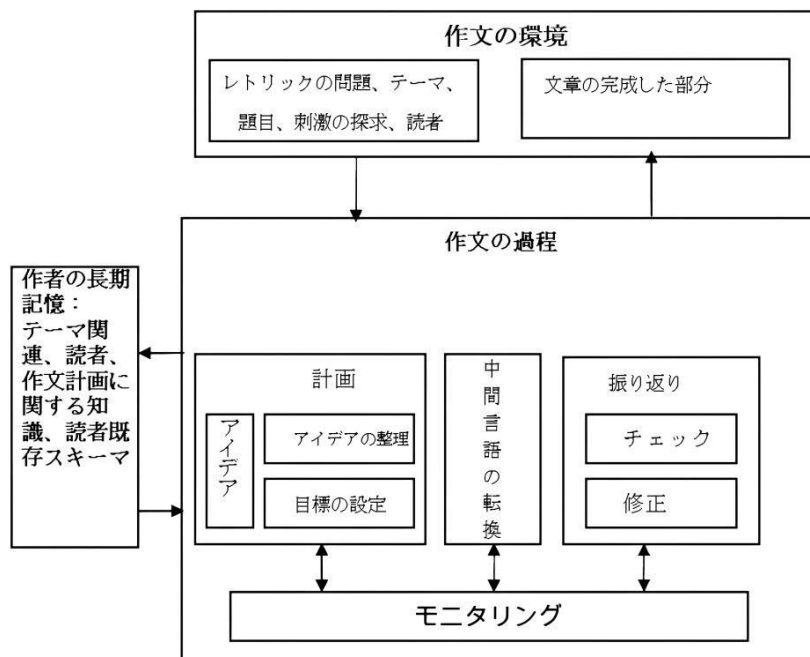 作文の環境
レトリックの問題、テーマ、
題目、刺激の探求、読者
文章の完成した部分
作文の過程
作者の長期
記憶：
テーマ関
連、読者、
作文計画に
関する知
識、読者既
存スキーマ
計画
アイデア
アイデアの整理
目標の設定
中間言語の転換
振り返り
チェック
修正
モニタリング